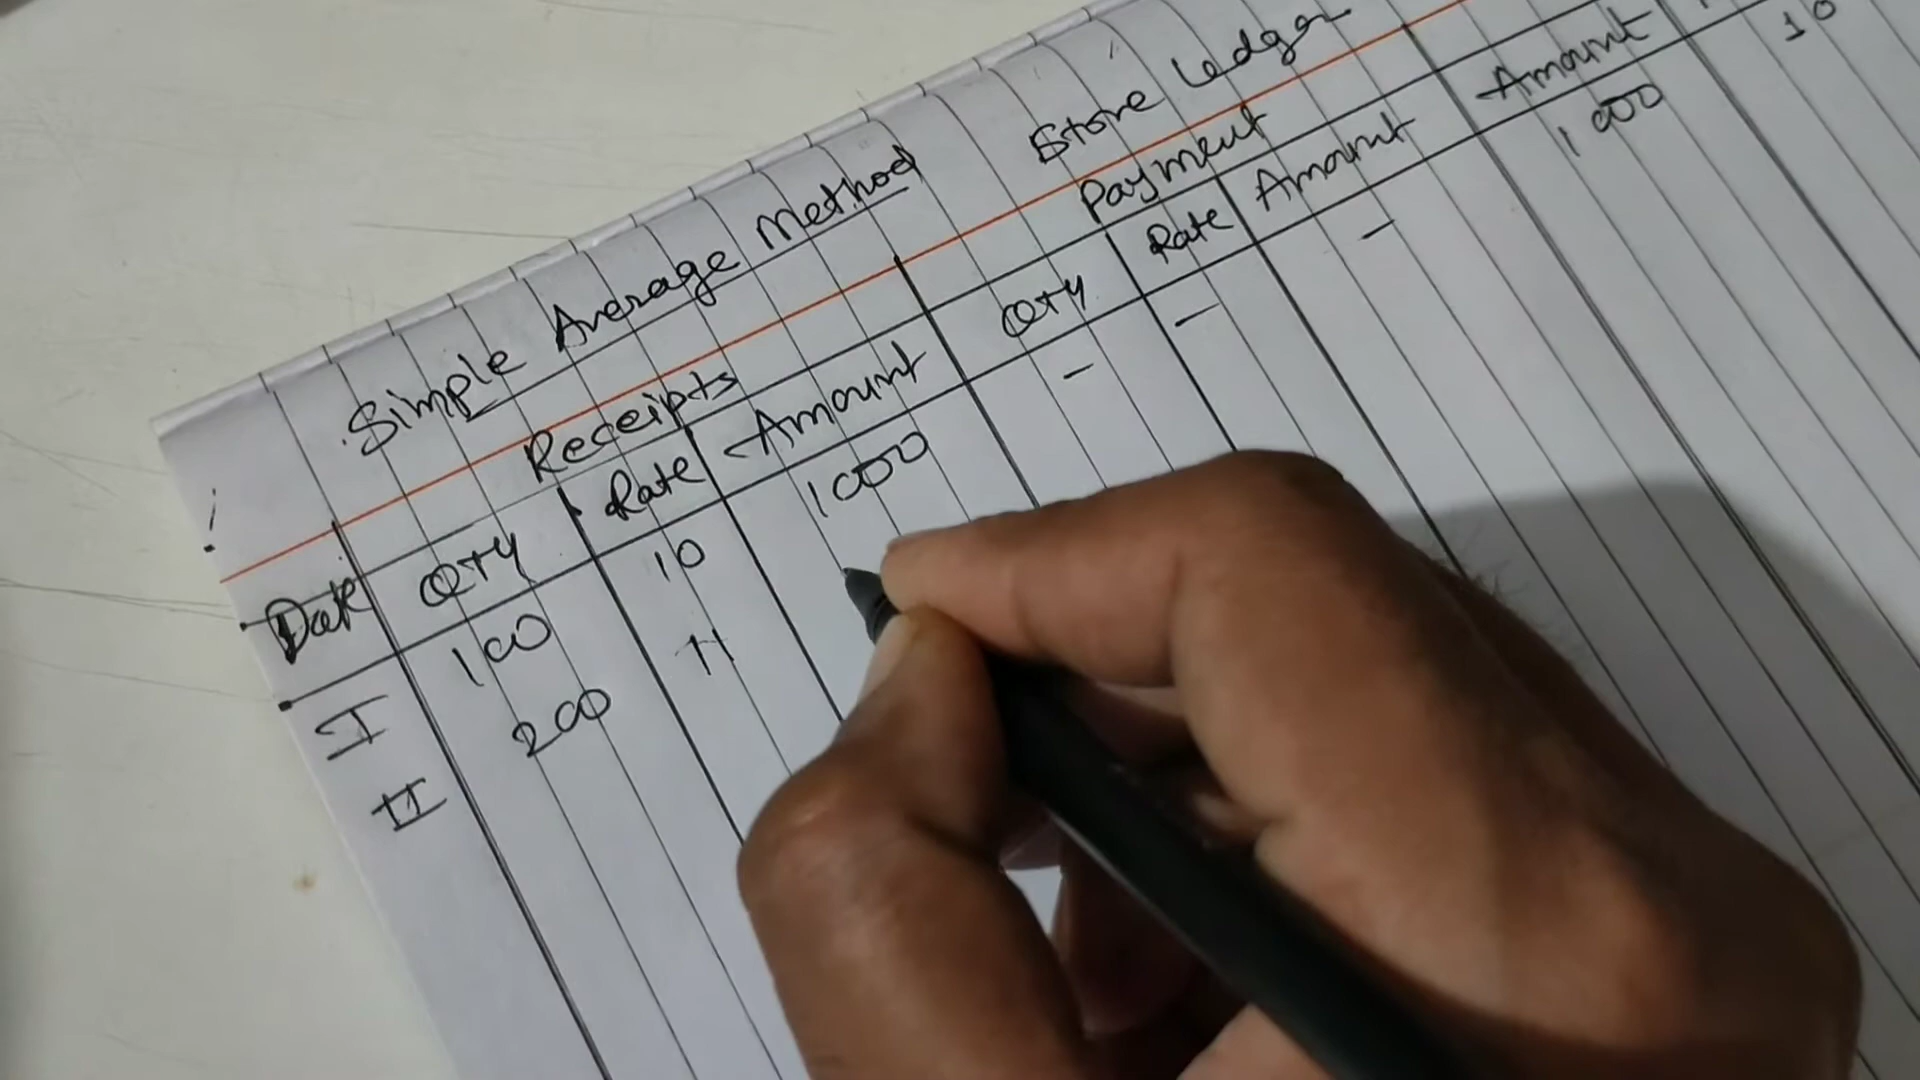 Simple Average Method Store Ledger
Receipts Payment
Date Qty Rate Amount Qty Rate Amount Amount
I 100 10 1000 - - - 1000 10
II 200 11